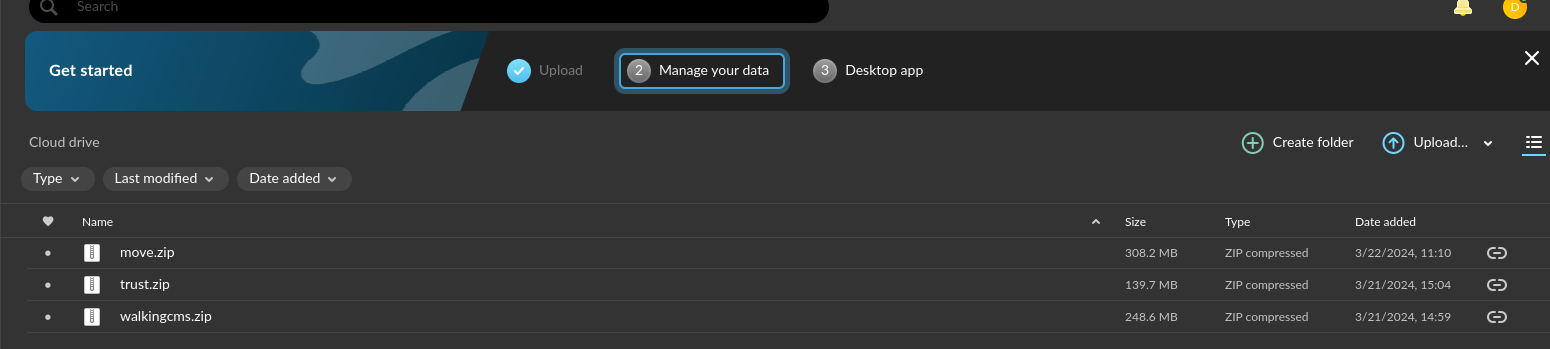 Search
D
Get started
Upload
2 Manage your data
3 Desktop app
Cloud drive
Create folder
Upload...
Type
Last modified
Date added
Name Size Type Date added
move.zip 308.2 MB ZIP compressed 3/22/2024, 11:10
trust.zip 139.7 MB ZIP compressed 3/21/2024, 15:04
walkingcms.zip 248.6 MB ZIP compressed 3/21/2024, 14:59